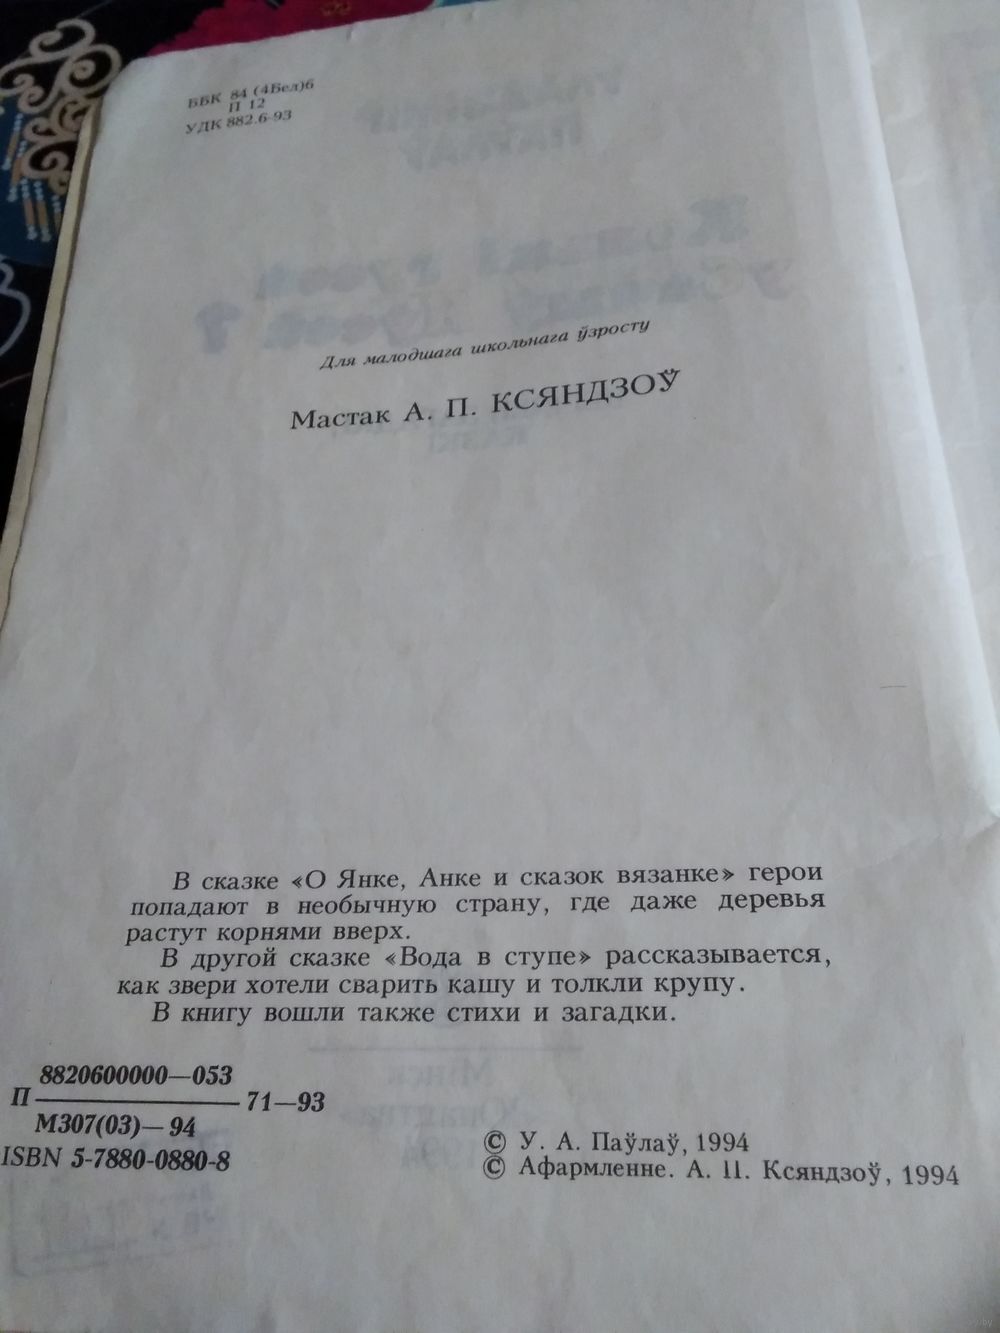 ББК 84 (4Бел)6
П 12
УДК 882.6-93
Для малодшага школьнага ўзросту
Мастак А. П. КСЯНДЗОЎ
В сказке «О Янке, Анке и сказок вязанке» герои
попадают в необычную страну, где даже деревья
растут корнями вверх.
В другой сказке «Вода в ступе» рассказывается,
как звери хотели сварить кашу и толкли крупу.
В книгу вошли также стихи и загадки.
8820600000—053
П 71—93
М307(03)—94
ISBN 5-7880-0880-8
© У. А. Паўлаў, 1994
© Афармленне. А. П. Ксяндзоў, 1994